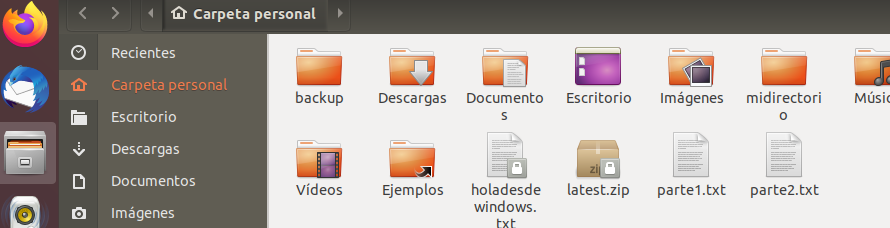 Carpeta personal
Recientes
Carpeta personal
Escritorio
Descargas
Documentos
Imágenes
backup
Descargas
Documento
s
Escritorio
Imágenes
midirectori
o
Músic
Vídeos
Ejemplos
holadesde
windows.
txt
zip
latest.zip
parte1.txt
parte2.txt